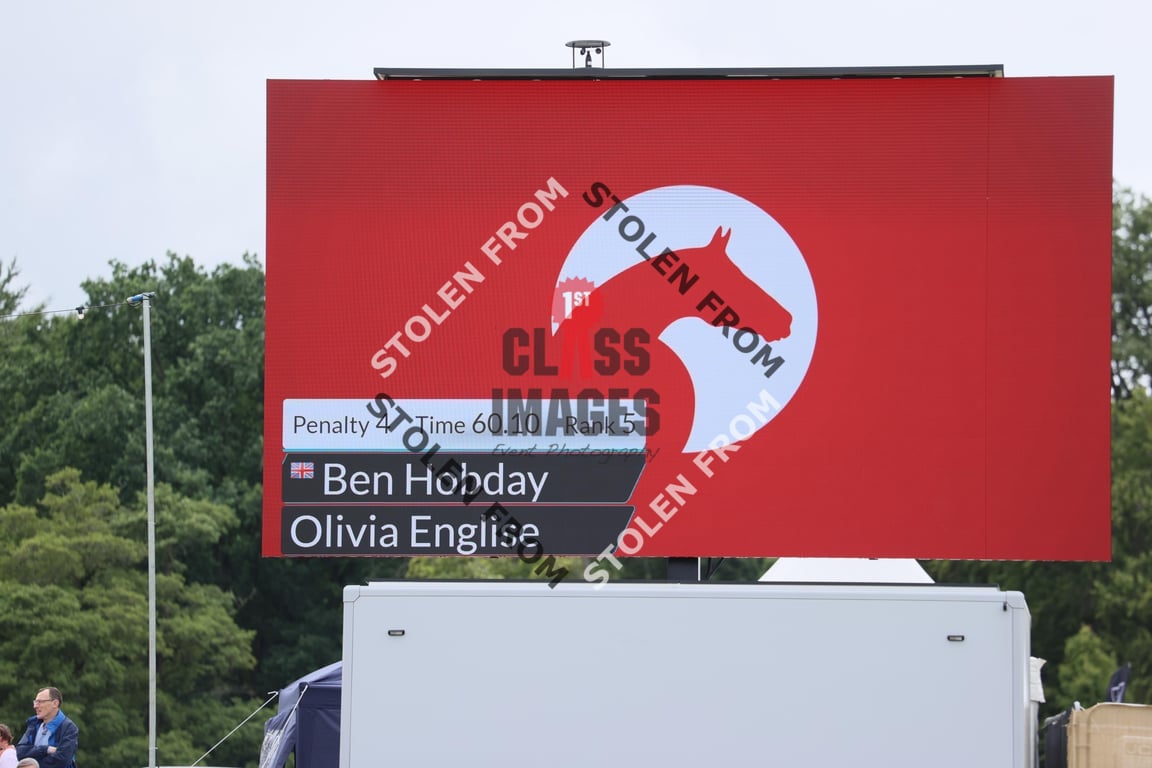 STOLEN FROM
STOLEN FROM
1ST
CLASS
IMAGES
Event Photography
Penalty 4 Time 60.10 Rank 5
Ben Hobday
Olivia Englise
STOLEN FROM
STOLEN FROM